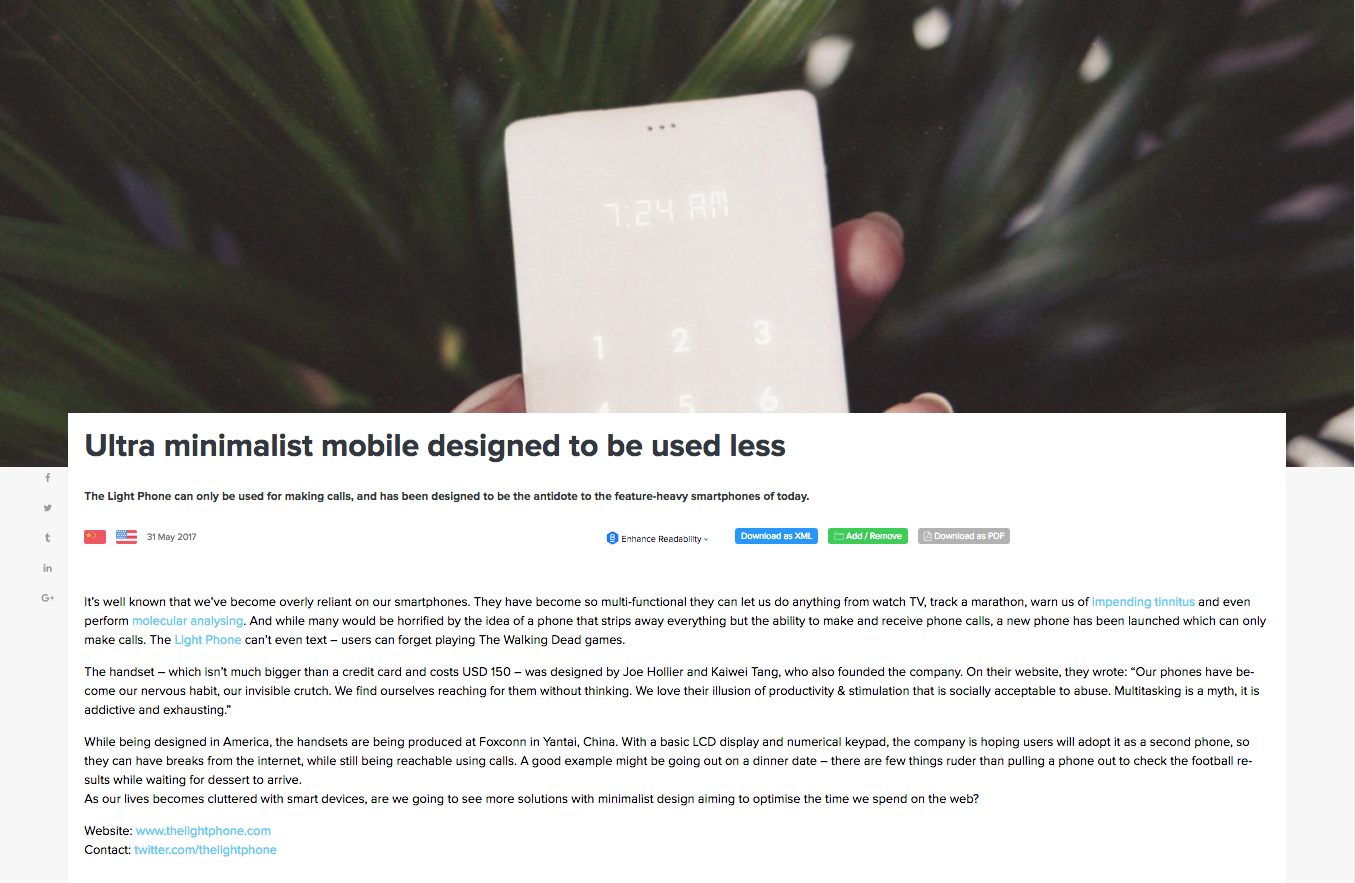 7:24 AM
1 2 3
4 5 6
Ultra minimalist mobile designed to be used less
The Light Phone can only be used for making calls, and has been designed to be the antidote to the feature-heavy smartphones of today.
31 May 2017
Enhance Readability
Download as XML
Add / Remove
Download as PDF
It's well known that we've become overly reliant on our smartphones. They have become so multi-functional they can let us do anything from watch TV, track a marathon, warn us of impending tinnitus and even
perform molecular analysing. And while many would be horrified by the idea of a phone that strips away everything but the ability to make and receive phone calls, a new phone has been launched which can only
make calls. The Light Phone can't even text – users can forget playing The Walking Dead games.
The handset – which isn't much bigger than a credit card and costs USD 150 – was designed by Joe Hollier and Kaiwei Tang, who also founded the company. On their website, they wrote: “Our phones have be-
come our nervous habit, our invisible crutch. We find ourselves reaching for them without thinking. We love their illusion of productivity & stimulation that is socially acceptable to abuse. Multitasking is a myth, it is
addictive and exhausting.”
While being designed in America, the handsets are being produced at Foxconn in Yantai, China. With a basic LCD display and numerical keypad, the company is hoping users will adopt it as a second phone, so
they can have breaks from the internet, while still being reachable using calls. A good example might be going out on a dinner date – there are few things ruder than pulling a phone out to check the football re-
sults while waiting for dessert to arrive.
As our lives becomes cluttered with smart devices, are we going to see more solutions with minimalist design aiming to optimise the time we spend on the web?
Website: www.thelightphone.com
Contact: twitter.com/thelightphone